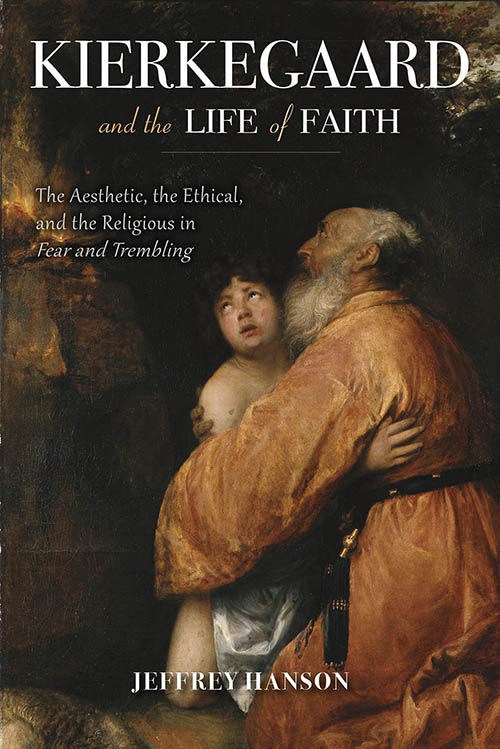 KIERKEGAARD
and the LIFE of FAITH
The Aesthetic, the Ethical,
and the Religious in
Fear and Trembling
JEFFREY HANSON